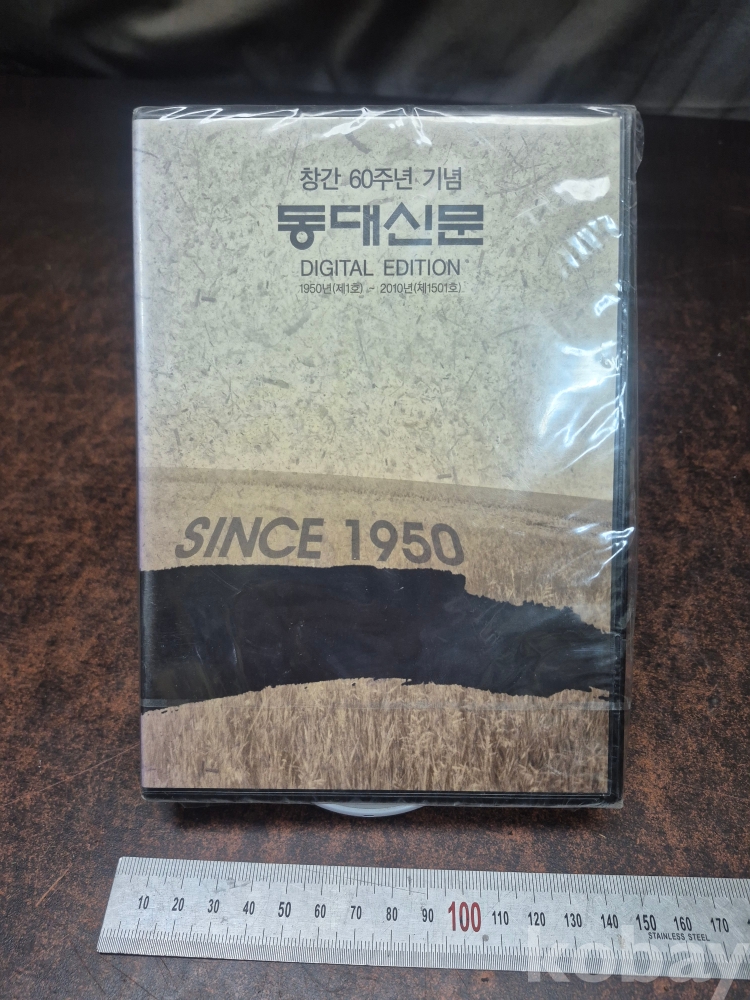 창간 60주년 기념
동대신문
DIGITAL EDITION
1950년(제1호) ~ 2010년(제1501호)
SINCE 1950
10 20 30 40 50 60 70 80 90 100 110 120 130 140 150 160 170
STAINLESS STEEL
kobay